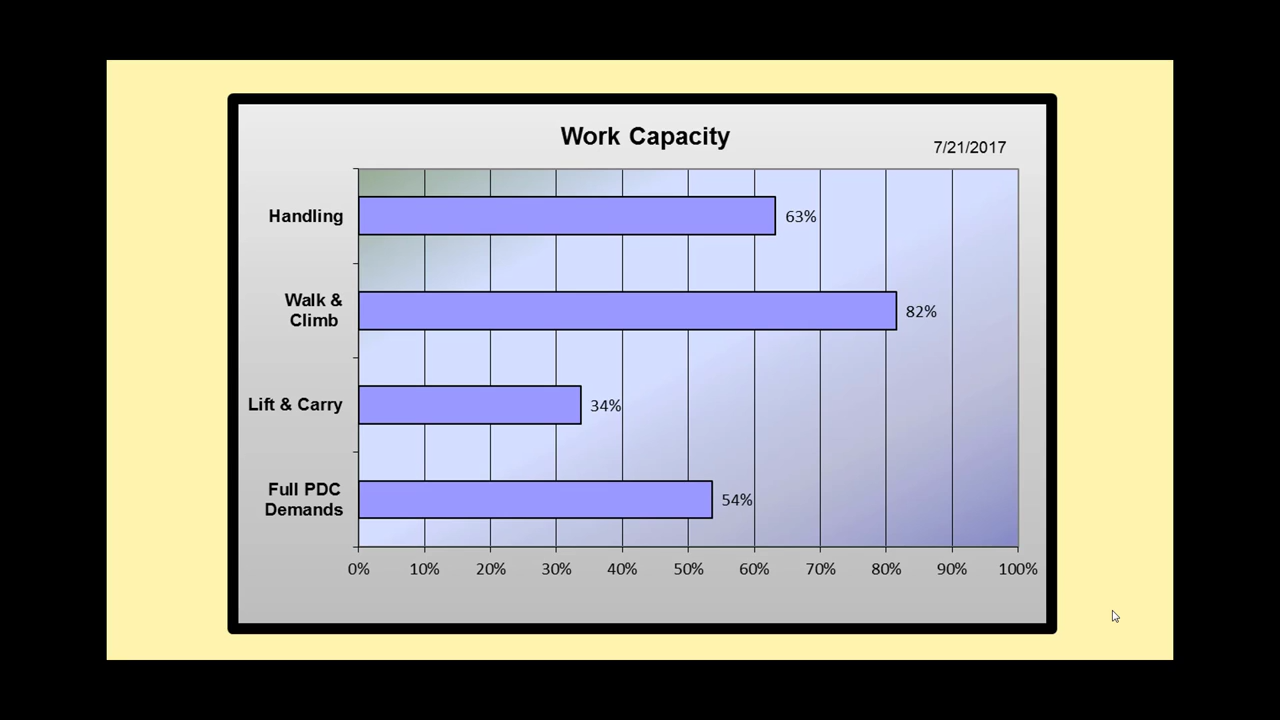 Work Capacity
7/21/2017
Handling
63%
Walk &
Climb
82%
Lift & Carry
34%
Full PDC
Demands
54%
0% 10% 20% 30% 40% 50% 60% 70% 80% 90% 100%